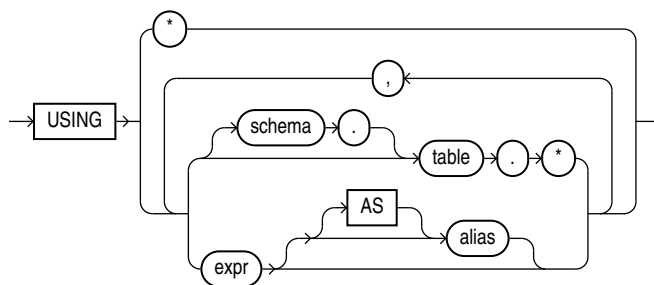 *
,
USING
schema .
table . *
AS
alias
expr